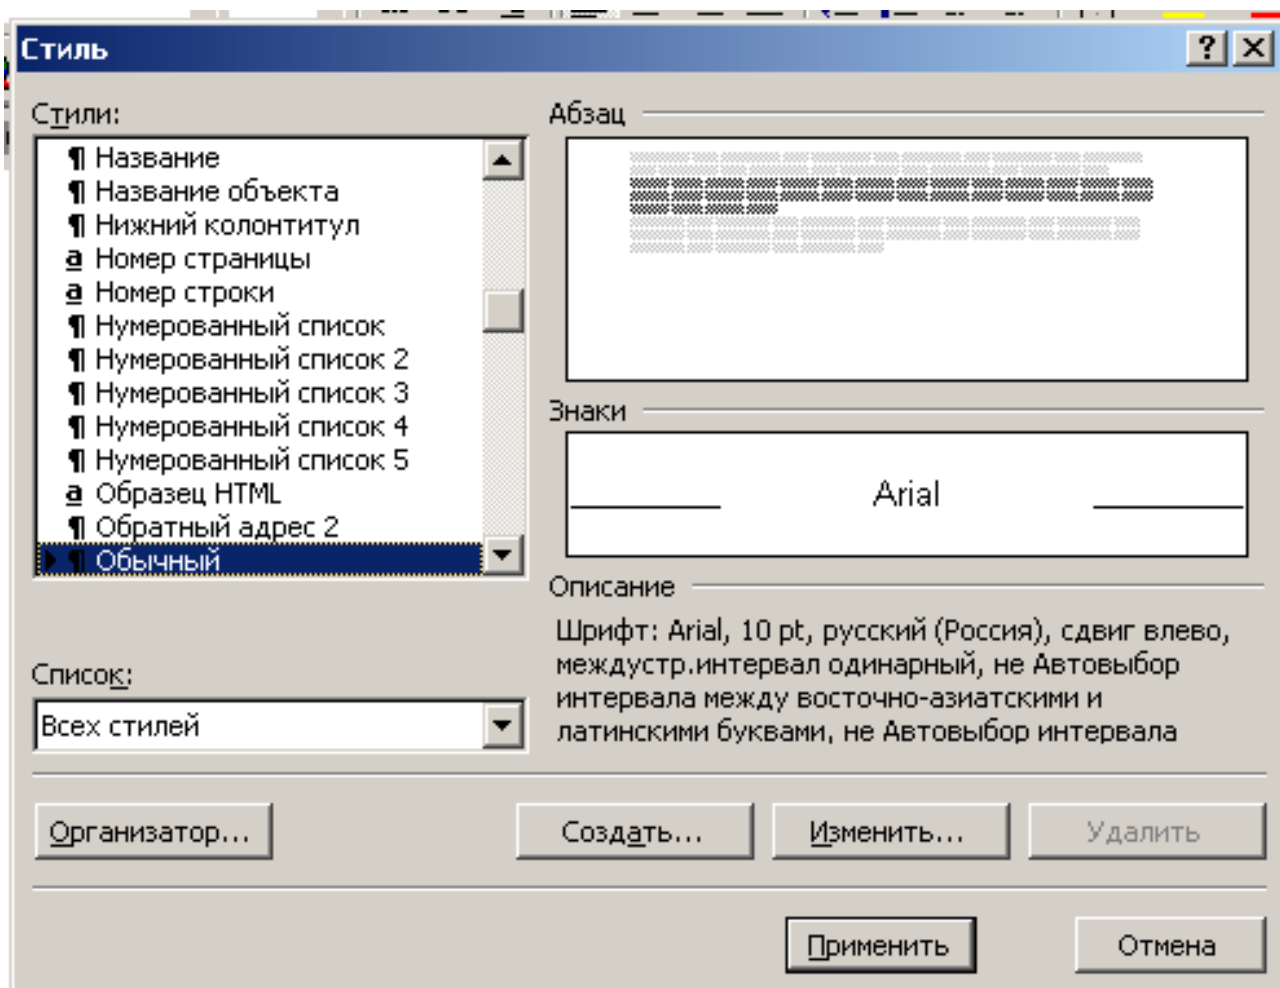 Стиль
Стили:
¶ Название
¶ Название объекта
¶ Нижний колонтитул
a Номер страницы
a Номер строки
¶ Нумерованный список
¶ Нумерованный список 2
¶ Нумерованный список 3
¶ Нумерованный список 4
¶ Нумерованный список 5
a Образец HTML
¶ Обратный адрес 2
¶ Обычный
Список:
Всех стилей
Абзац
Знаки
Arial
Описание
Шрифт: Arial, 10 pt, русский (Россия), сдвиг влево,
междустр.интервал одинарный, не Автовыбор
интервала между восточно-азиатскими и
латинскими буквами, не Автовыбор интервала
Организатор...
Создать...
Изменить...
Удалить
Применить
Отмена